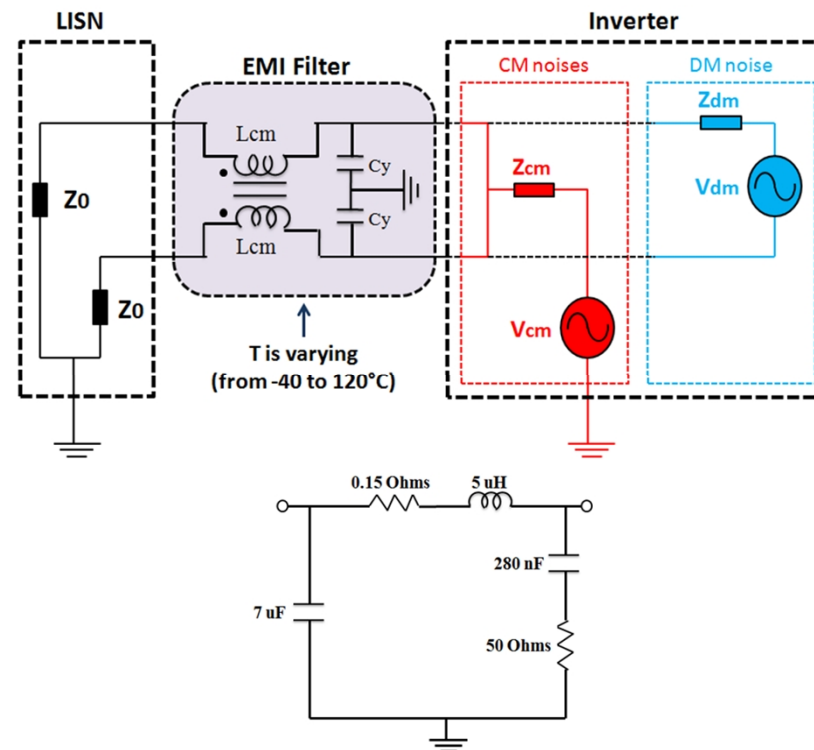 LISN
Inverter
EMI Filter
CM noises
DM noise
Zdm
Lcm
Cy
Zcm
Z0
Vdm
Cy
Lcm
Z0
Vcm
T is varying
(from -40 to 120°C)
0.15 Ohms
5 uH
280 nF
7 uF
50 Ohms